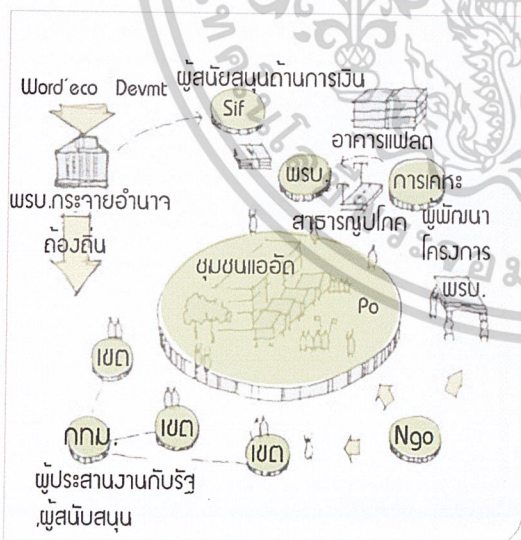 Word'eco Devmt
ผู้สนัยสนุนด้านการเงิน
Sif
อาคารแฟลต
พรบ.
การเคหะ
พรบ.กระจายอำนาจ
สาธารณูปโภค
ผู้พัฒนา
โครงการ
ท้องถิ่น
ชุมชนแออัด
พรบ.
Po
เขต
กทม.
เขต
เขต
Ngo
ผู้ประสานงานกับรัฐ
,ผู้สนับสนุน